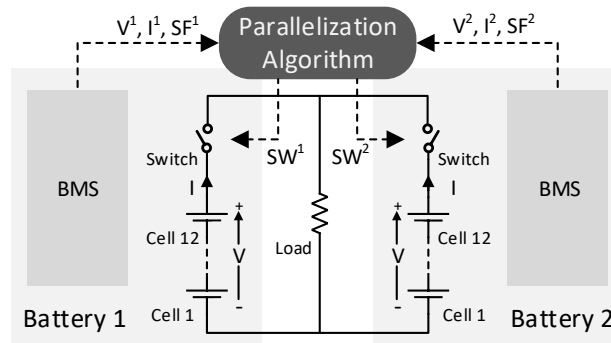 V¹, I¹, SF¹
Parallelization
Algorithm
V², I², SF²
SW¹
SW²
Switch
Switch
BMS
I
I
BMS
+
+
Cell 12
V
Load
V
Cell 12
Cell 1
-
-
Cell 1
Battery 1
Battery 2